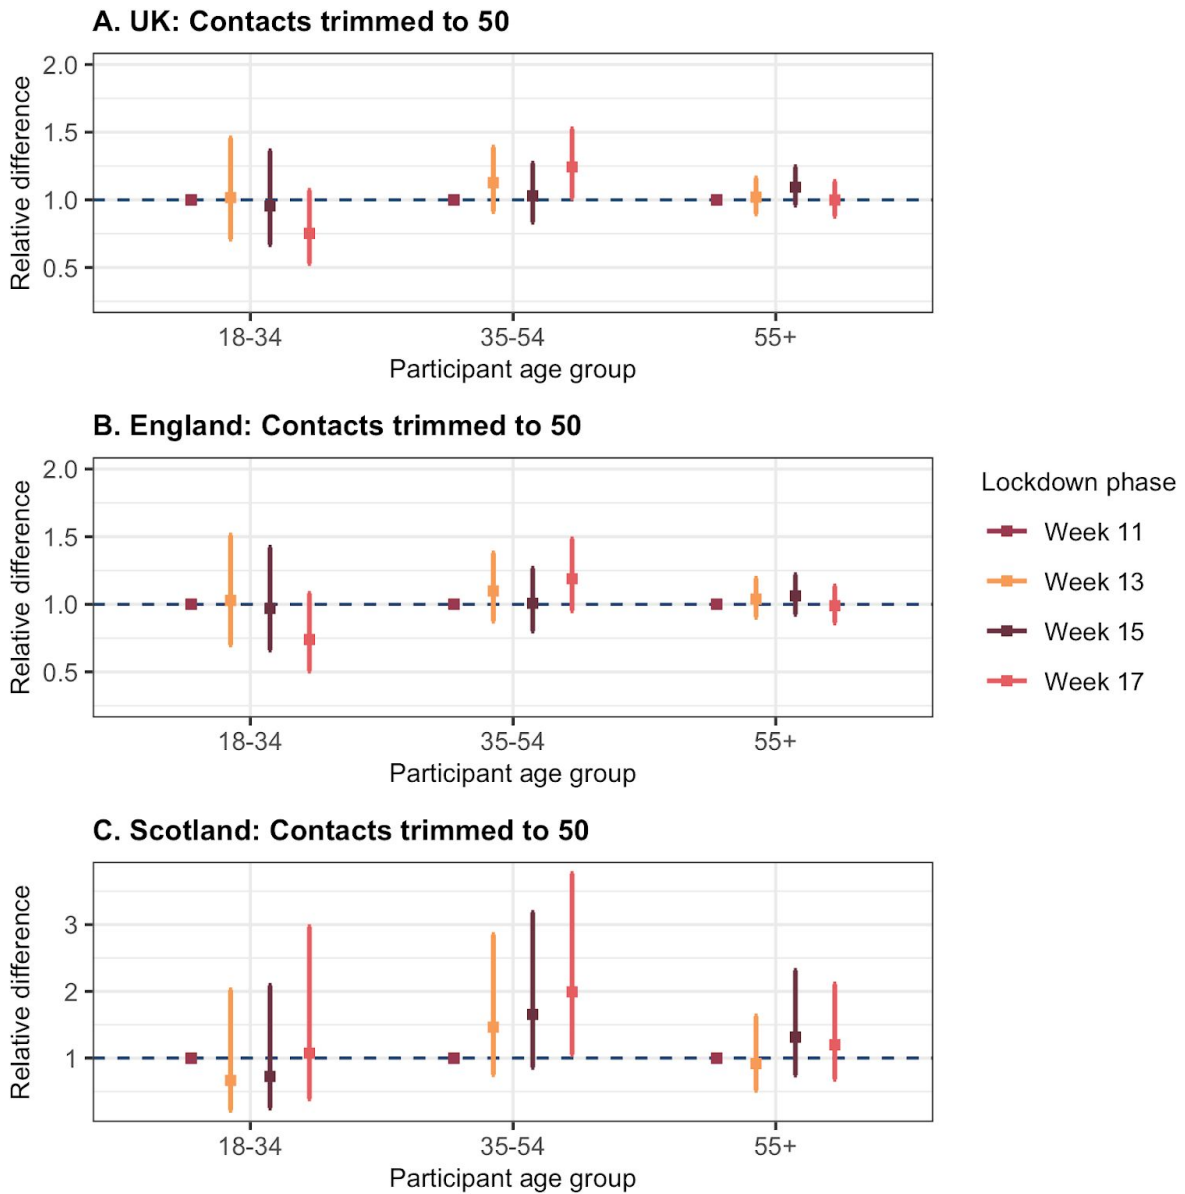 A. UK: Contacts trimmed to 50
Relative difference
2.0
1.5
1.0
0.5
18-34 35-54 55+
Participant age group
B. England: Contacts trimmed to 50
Relative difference
2.0
1.5
1.0
0.5
18-34 35-54 55+
Participant age group
Lockdown phase
Week 11
Week 13
Week 15
Week 17
C. Scotland: Contacts trimmed to 50
Relative difference
3
2
1
18-34 35-54 55+
Participant age group